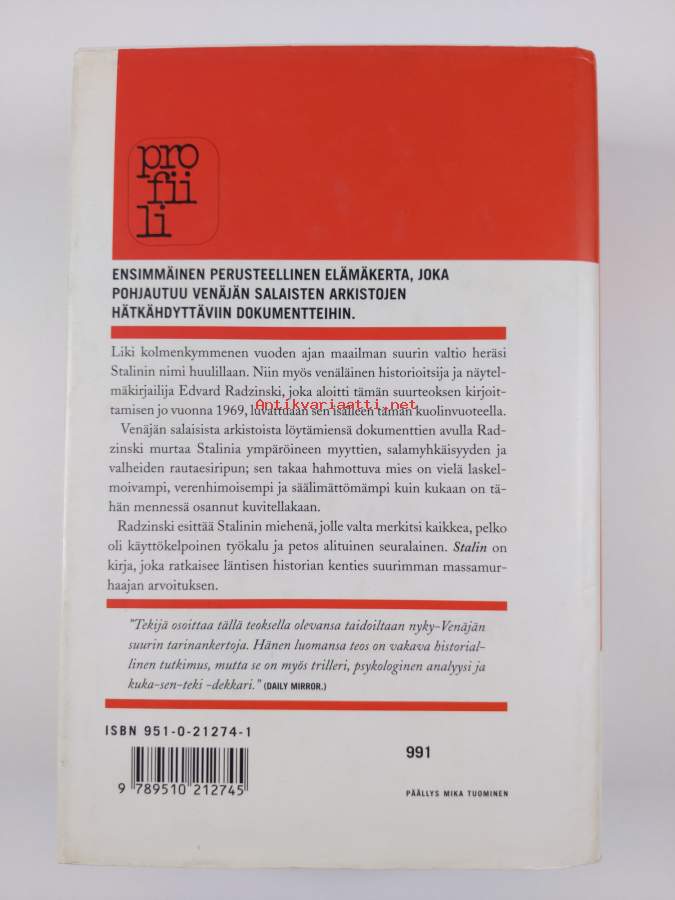 pro
fii
li
ENSIMMÄINEN PERUSTEELLINEN ELÄMÄKERTA, JOKA
POHJAUTUU VENÄJÄN SALAISTEN ARKISTOJEN
HÄTKÄHDYTTÄVIIN DOKUMENTTEIHIN.
Liki kolmenkymmenen vuoden ajan maailman suurin valtio heräsi
Stalinin nimi huulillaan. Niin myös venäläinen historioitsija ja näytel-
mäkirjailija Edvard Radzinski, joka aloitti tämän suurteoksen kirjoit-
tamisen jo vuonna 1969, luvattuaan sen isälleen tämän kuolinvuoteella.
Antikvariaatti.net
Venäjän salaisista arkistoista löytämiensä dokumenttien avulla Rad-
zinski murtaa Stalinia ympäröineen myyttien, salamyhkäisyyden ja
valheiden rautaesiripun; sen takaa hahmottuva mies on vielä laskel-
moivampi, verenhimoisempi ja säälimättömämpi kuin kukaan on tä-
hän mennessä osannut kuvitellakaan.
Radzinski esittää Stalinin miehenä, jolle valta merkitsi kaikkea, pelko
oli käyttökelpoinen työkalu ja petos alituinen seuralainen. Stalin on
kirja, joka ratkaisee läntisen historian kenties suurimman massamur-
haajan arvoituksen.
"Tekijä osoittaa tällä teoksella olevansa taidoiltaan nyky-Venäjän
suurin tarinankertoja. Hänen luomansa teos on vakava historial-
linen tutkimus, mutta se on myös trilleri, psykologinen analyysi ja
kuka-sen-teki -dekkari." (DAILY MIRROR.)
ISBN 951-0-21274-1
991
9 789510 212745
PÄÄLLYS MIKA TUOMINEN